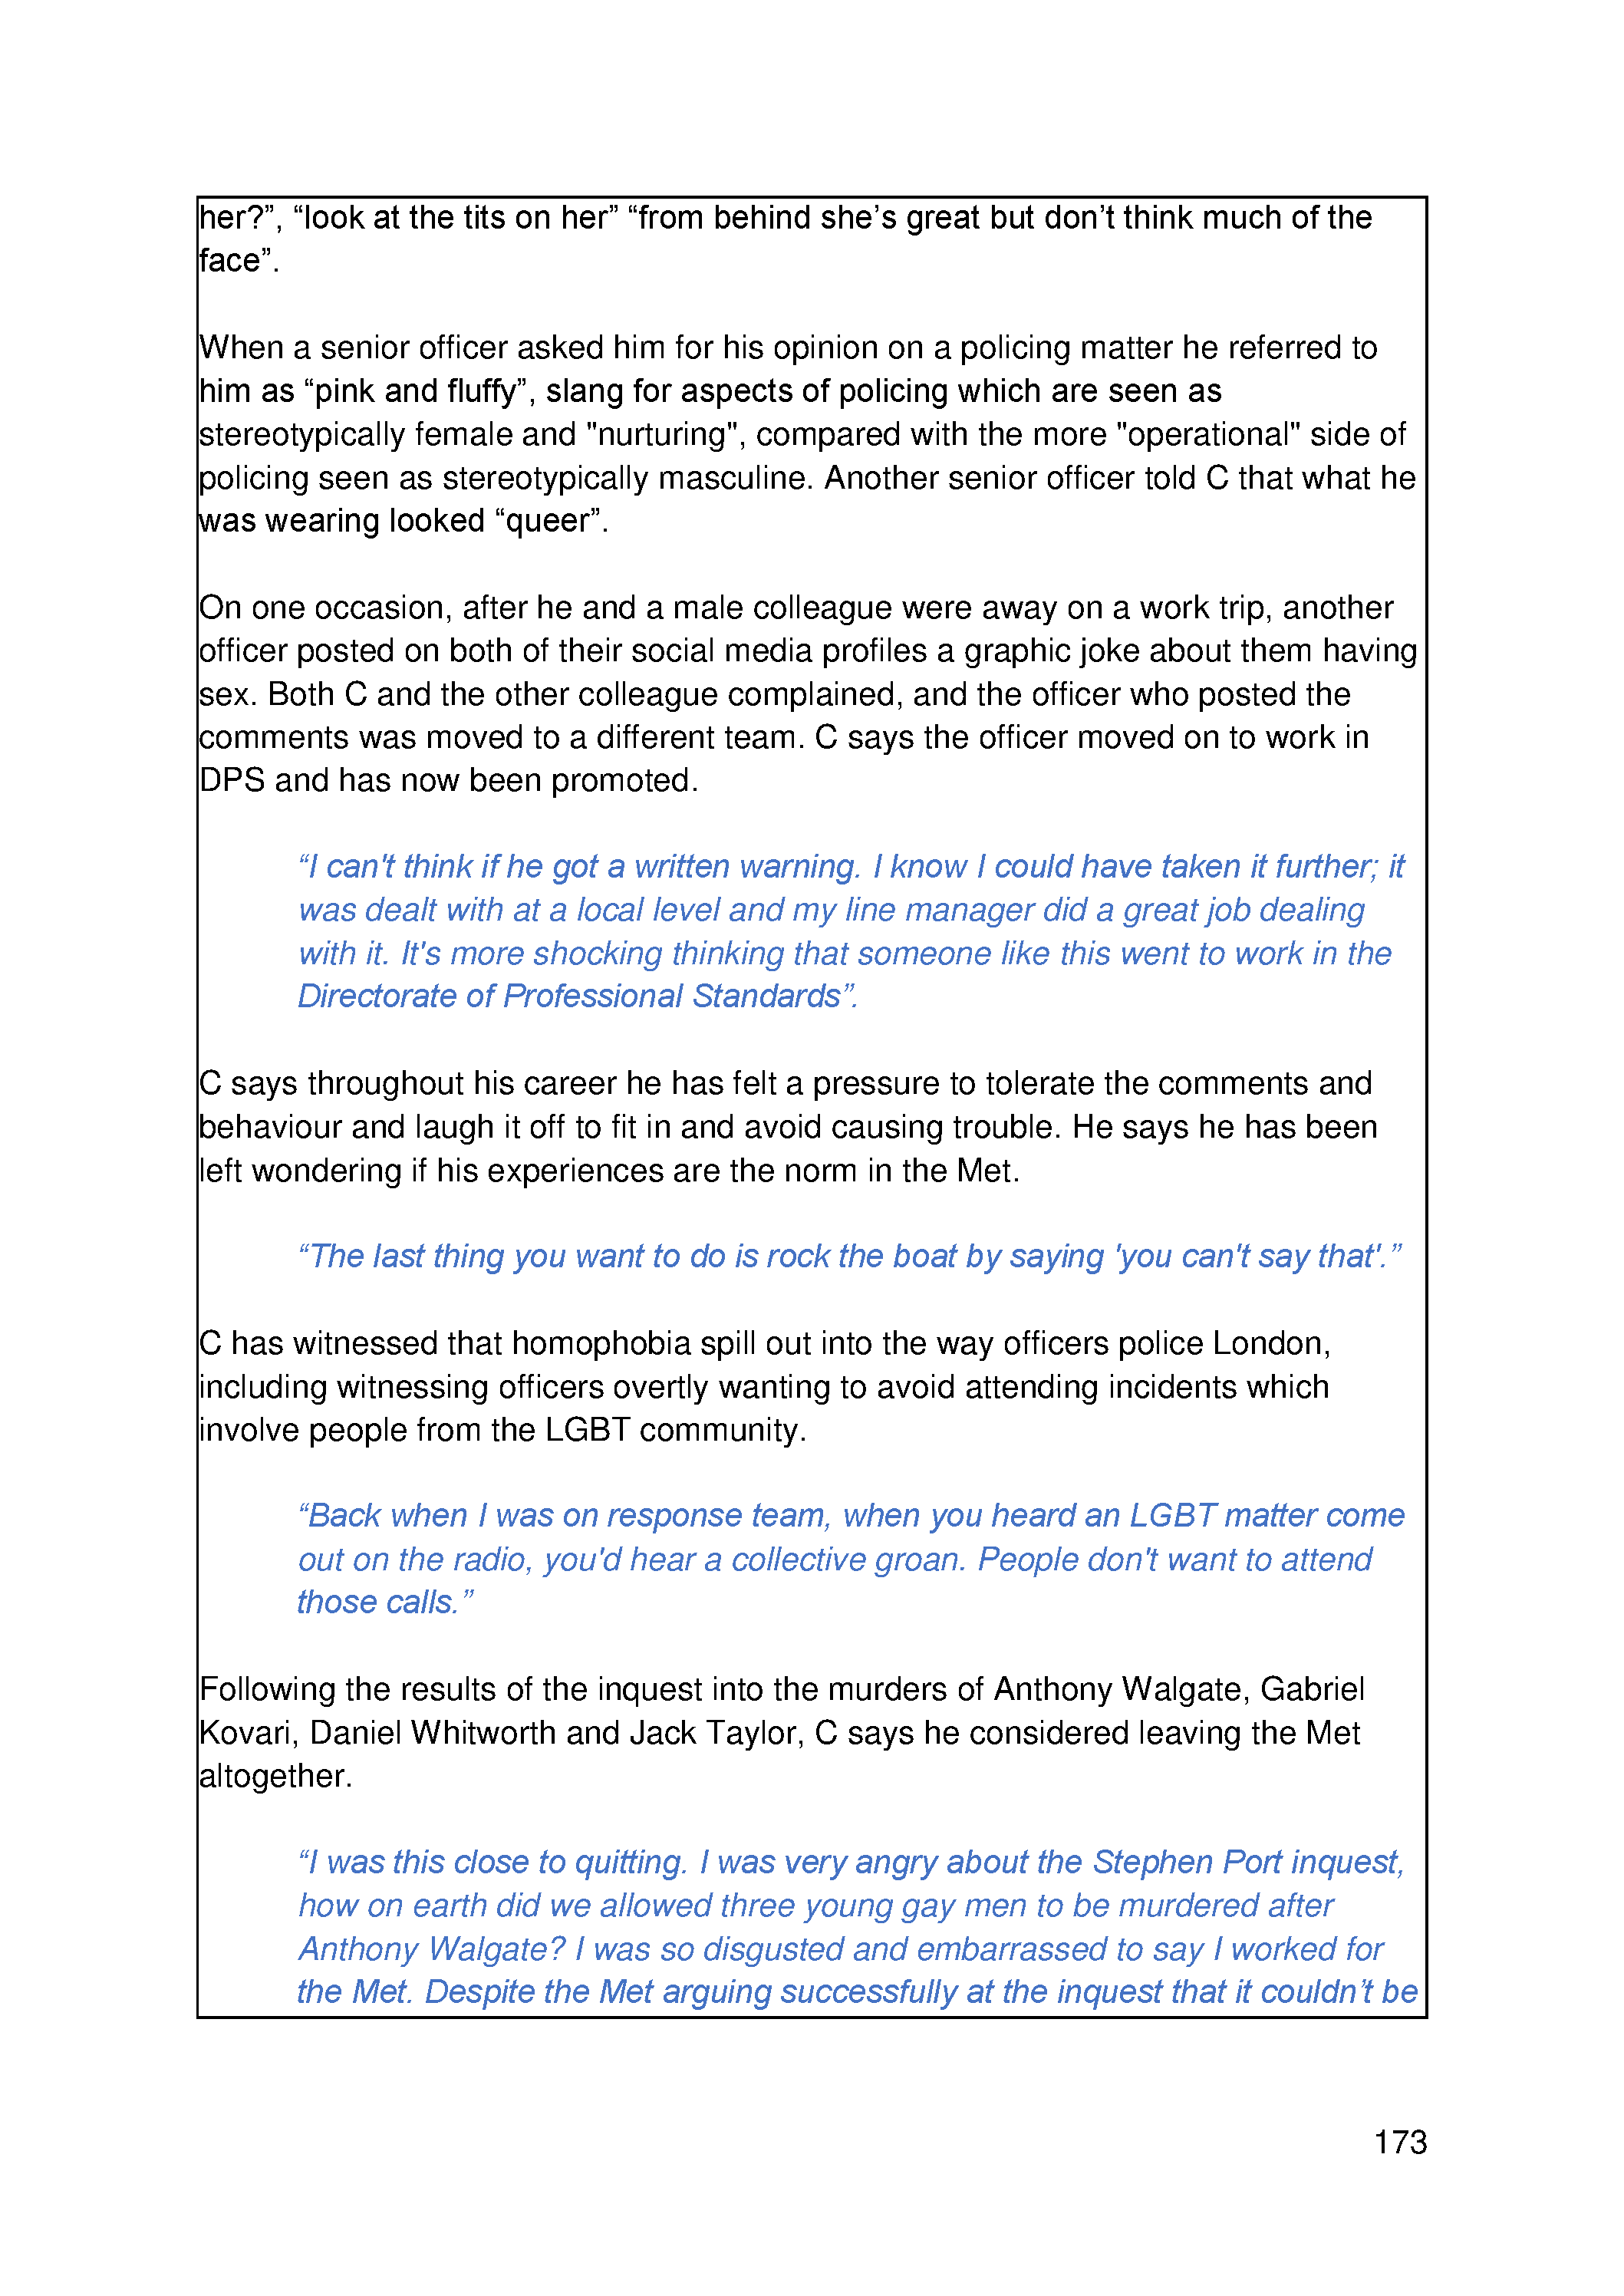 her?”, “look at the tits on her” “from behind she’s great but don’t think much of the
face”.
When a senior officer asked him for his opinion on a policing matter he referred to
him as “pink and fluffy”, slang for aspects of policing which are seen as
stereotypically female and "nurturing", compared with the more "operational" side of
policing seen as stereotypically masculine. Another senior officer told C that what he
was wearing looked “queer”.
On one occasion, after he and a male colleague were away on a work trip, another
officer posted on both of their social media profiles a graphic joke about them having
sex. Both C and the other colleague complained, and the officer who posted the
comments was moved to a different team. C says the officer moved on to work in
DPS and has now been promoted.
“I can't think if he got a written warning. I know I could have taken it further; it
was dealt with at a local level and my line manager did a great job dealing
with it. It's more shocking thinking that someone like this went to work in the
Directorate of Professional Standards”.
C says throughout his career he has felt a pressure to tolerate the comments and
behaviour and laugh it off to fit in and avoid causing trouble. He says he has been
left wondering if his experiences are the norm in the Met.
“The last thing you want to do is rock the boat by saying 'you can't say that'.”
C has witnessed that homophobia spill out into the way officers police London,
including witnessing officers overtly wanting to avoid attending incidents which
involve people from the LGBT community.
“Back when I was on response team, when you heard an LGBT matter come
out on the radio, you'd hear a collective groan. People don't want to attend
those calls.”
Following the results of the inquest into the murders of Anthony Walgate, Gabriel
Kovari, Daniel Whitworth and Jack Taylor, C says he considered leaving the Met
altogether.
“I was this close to quitting. I was very angry about the Stephen Port inquest,
how on earth did we allowed three young gay men to be murdered after
Anthony Walgate? I was so disgusted and embarrassed to say I worked for
the Met. Despite the Met arguing successfully at the inquest that it couldn’t be
173